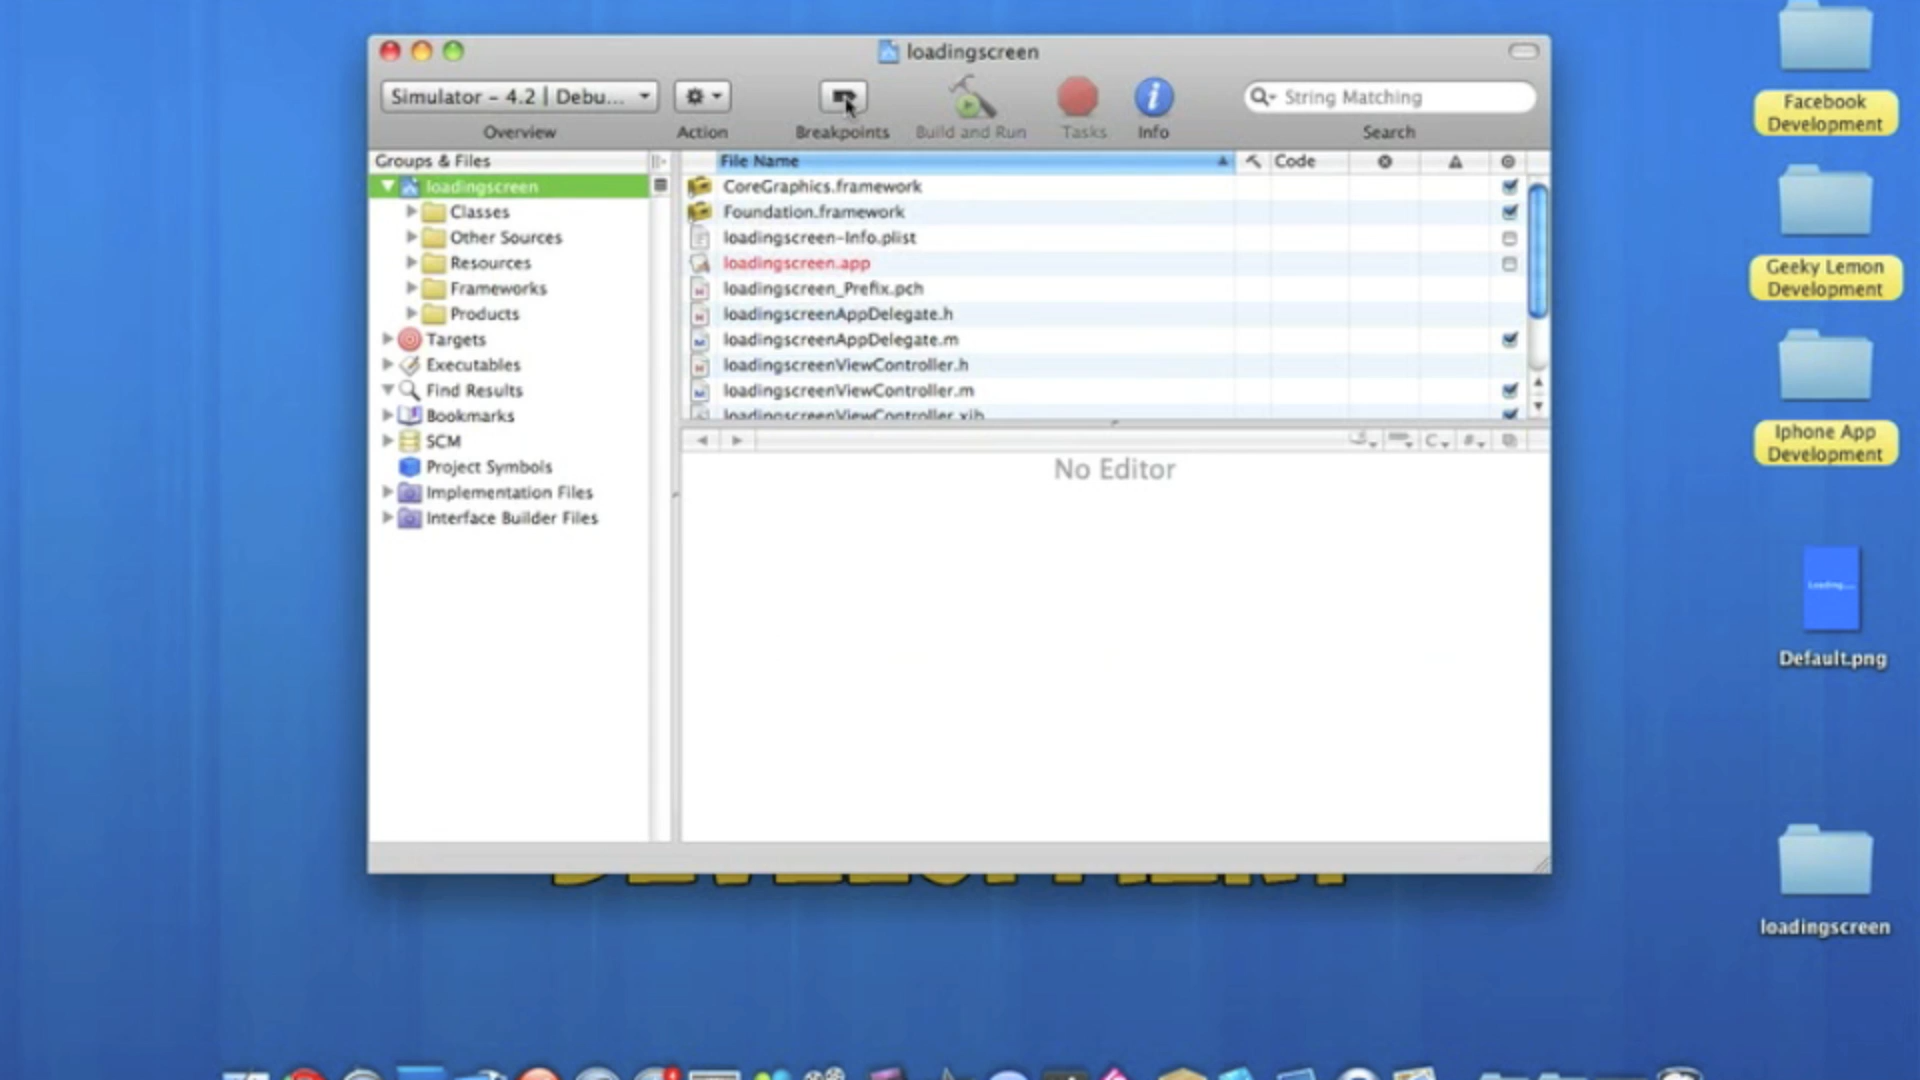 loadingscreen
Simulator - 4.2 | Debu...
String Matching
Overview
Action
Breakpoints
Build and Run
Tasks
Info
Search
Groups & Files
File Name
Code
loadingscreen
Classes
Other Sources
Resources
Frameworks
Products
Targets
Executables
Find Results
Bookmarks
SCM
Project Symbols
Implementation Files
Interface Builder Files
CoreGraphics.framework
Foundation.framework
loadingscreen-Info.plist
loadingscreen.app
loadingscreen_Prefix.pch
loadingscreenAppDelegate.h
loadingscreenAppDelegate.m
loadingscreenViewController.h
loadingscreenViewController.m
loadingscreenViewController.xib
C
#
No Editor
Facebook
Development
Geeky Lemon
Development
Iphone App
Development
Loading....
Default.png
loadingscreen